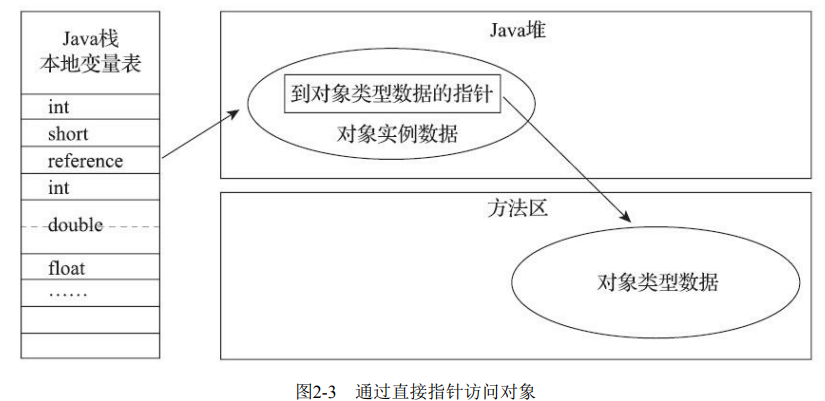 Java栈
本地变量表
int
short
reference
int
double
float
……
Java堆
到对象类型数据的指针
对象实例数据
方法区
对象类型数据
图2-3 通过直接指针访问对象